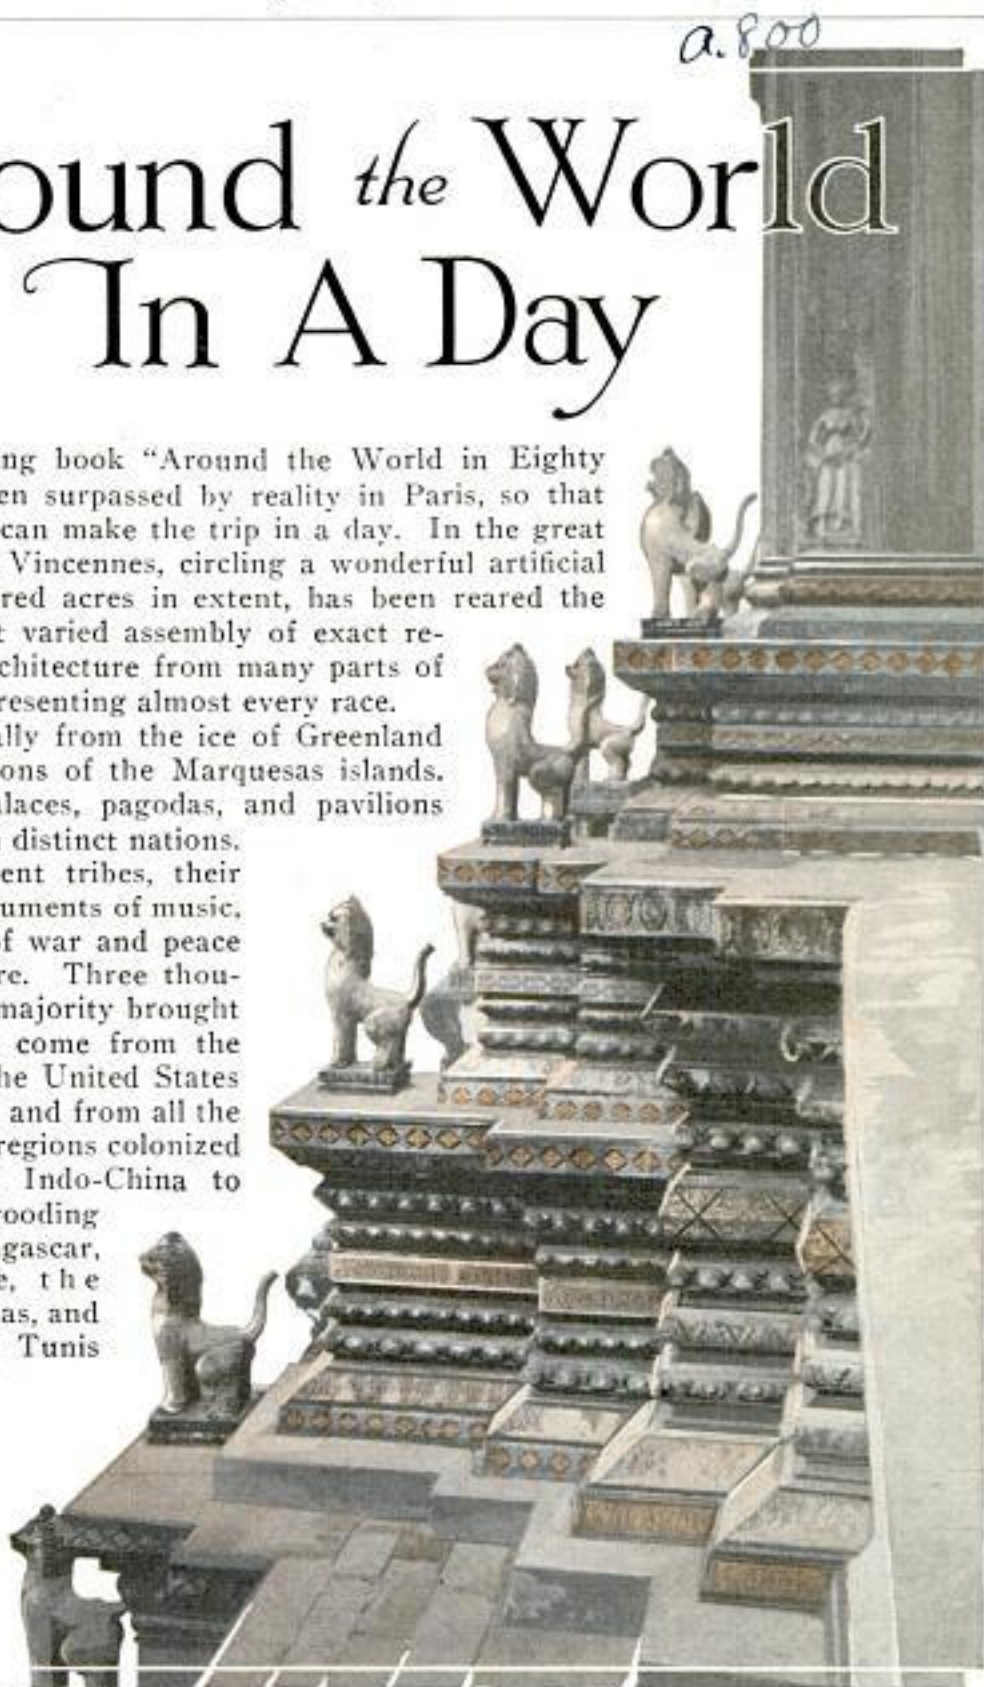 a.800
ound the World
In A Day
ng book “Around the World in Eighty
en surpassed by reality in Paris, so that
can make the trip in a day. In the great
Vincennes, circling a wonderful artificial
red acres in extent, has been reared the
t varied assembly of exact re-
chitecture from many parts of
resenting almost every race.
ally from the ice of Greenland
ons of the Marquesas islands.
alaces, pagodas, and pavilions
distinct nations.
ent tribes, their
uments of music,
f war and peace
re. Three thou-
majority brought
come from the
he United States
and from all the
regions colonized
Indo-China to
rooding
gascar,
e, the
as, and
Tunis